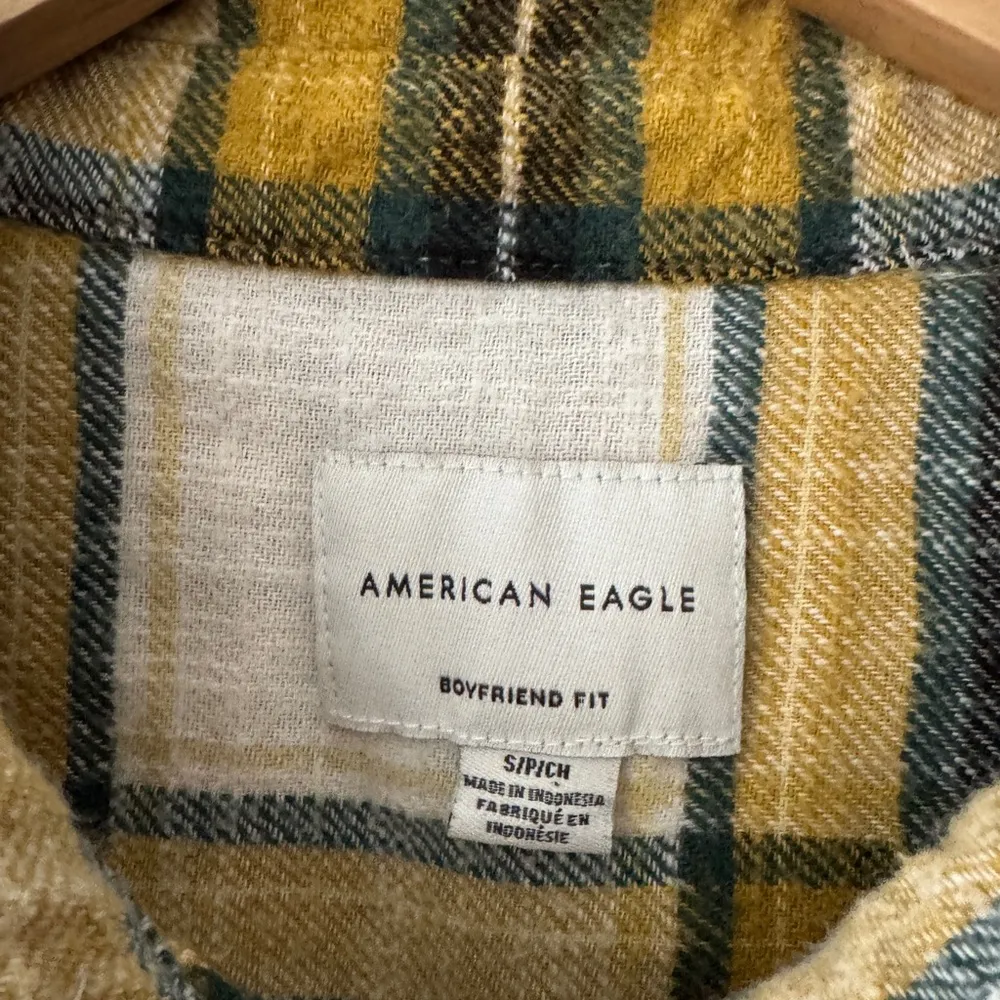 AMERICAN EAGLE
BOYFRIEND FIT
S/P/CH
MADE IN INDONESIA
FABRIQUÉ EN
INDONÉSIE